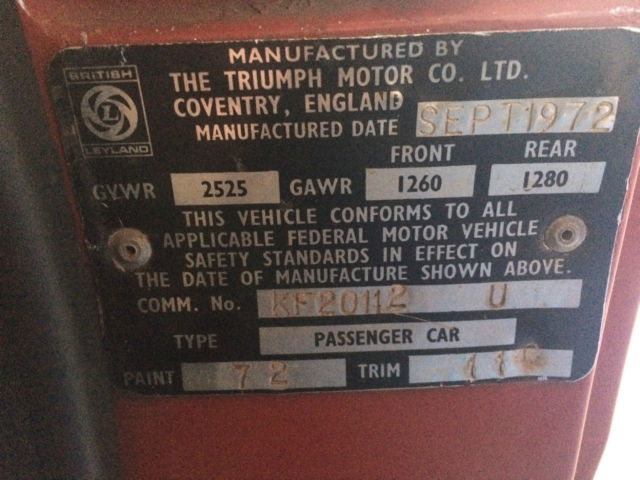 MANUFACTURED BY
THE TRIUMPH MOTOR CO. LTD.
COVENTRY, ENGLAND
BRITISH
L
LEYLAND
MANUFACTURED DATE SEPT1972
FRONT REAR
GVWR 2525 GAWR 1260 1280
THIS VEHICLE CONFORMS TO ALL
APPLICABLE FEDERAL MOTOR VEHICLE
SAFETY STANDARDS IN EFFECT ON
THE DATE OF MANUFACTURE SHOWN ABOVE.
COMM. No. KF20112 U
TYPE PASSENGER CAR
PAINT 72 TRIM